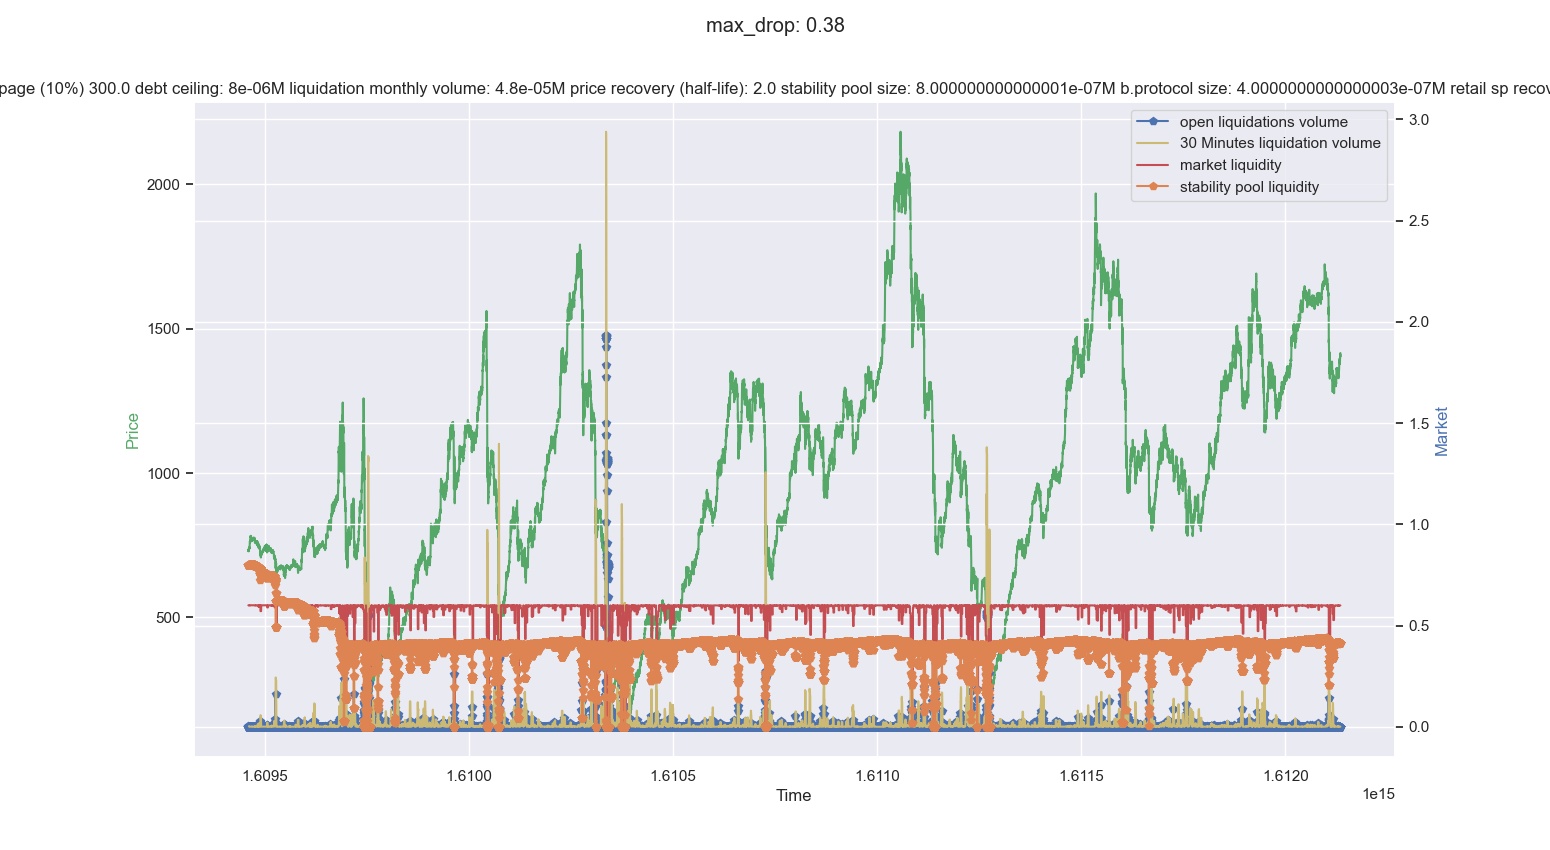 max_drop: 0.38
page (10%) 300.0 debt ceiling: 8e-06M liquidation monthly volume: 4.8e-05M price recovery (half-life): 2.0 stability pool size: 8.000000000000001e-07M b.protocol size: 4.0000000000000003e-07M retail sp recov
open liquidations volume
30 Minutes liquidation volume
market liquidity
stability pool liquidity
2000
1500
1000
500
Price
3.0
2.5
2.0
1.5
1.0
0.5
0.0
Market
1.6095 1.6100 1.6105 1.6110 1.6115 1.6120
1e15
Time